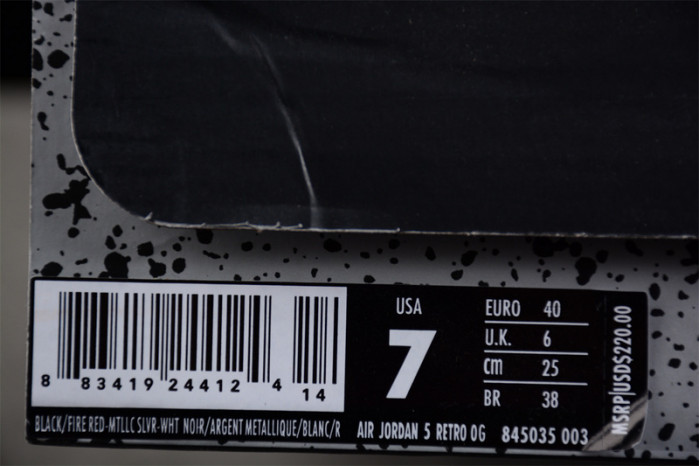 USA
7
EURO 40
U.K. 6
cm 25
BR 38
MSRP|USD$220.00
8 83419 24412 4 14
BLACK/FIRE RED-MTLLC SLVR-WHT NOIR/ARGENT METALLIQUE/BLANC/R
AIR JORDAN 5 RETRO OG 845035 003